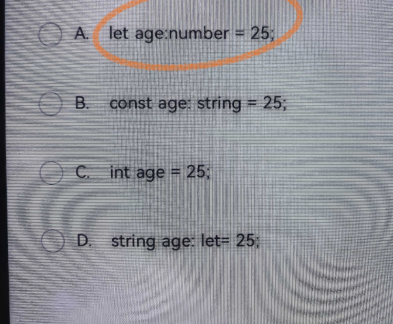 A. let age:number = 25;
B. const age: string = 25;
C. int age = 25;
D. string age: let= 25;